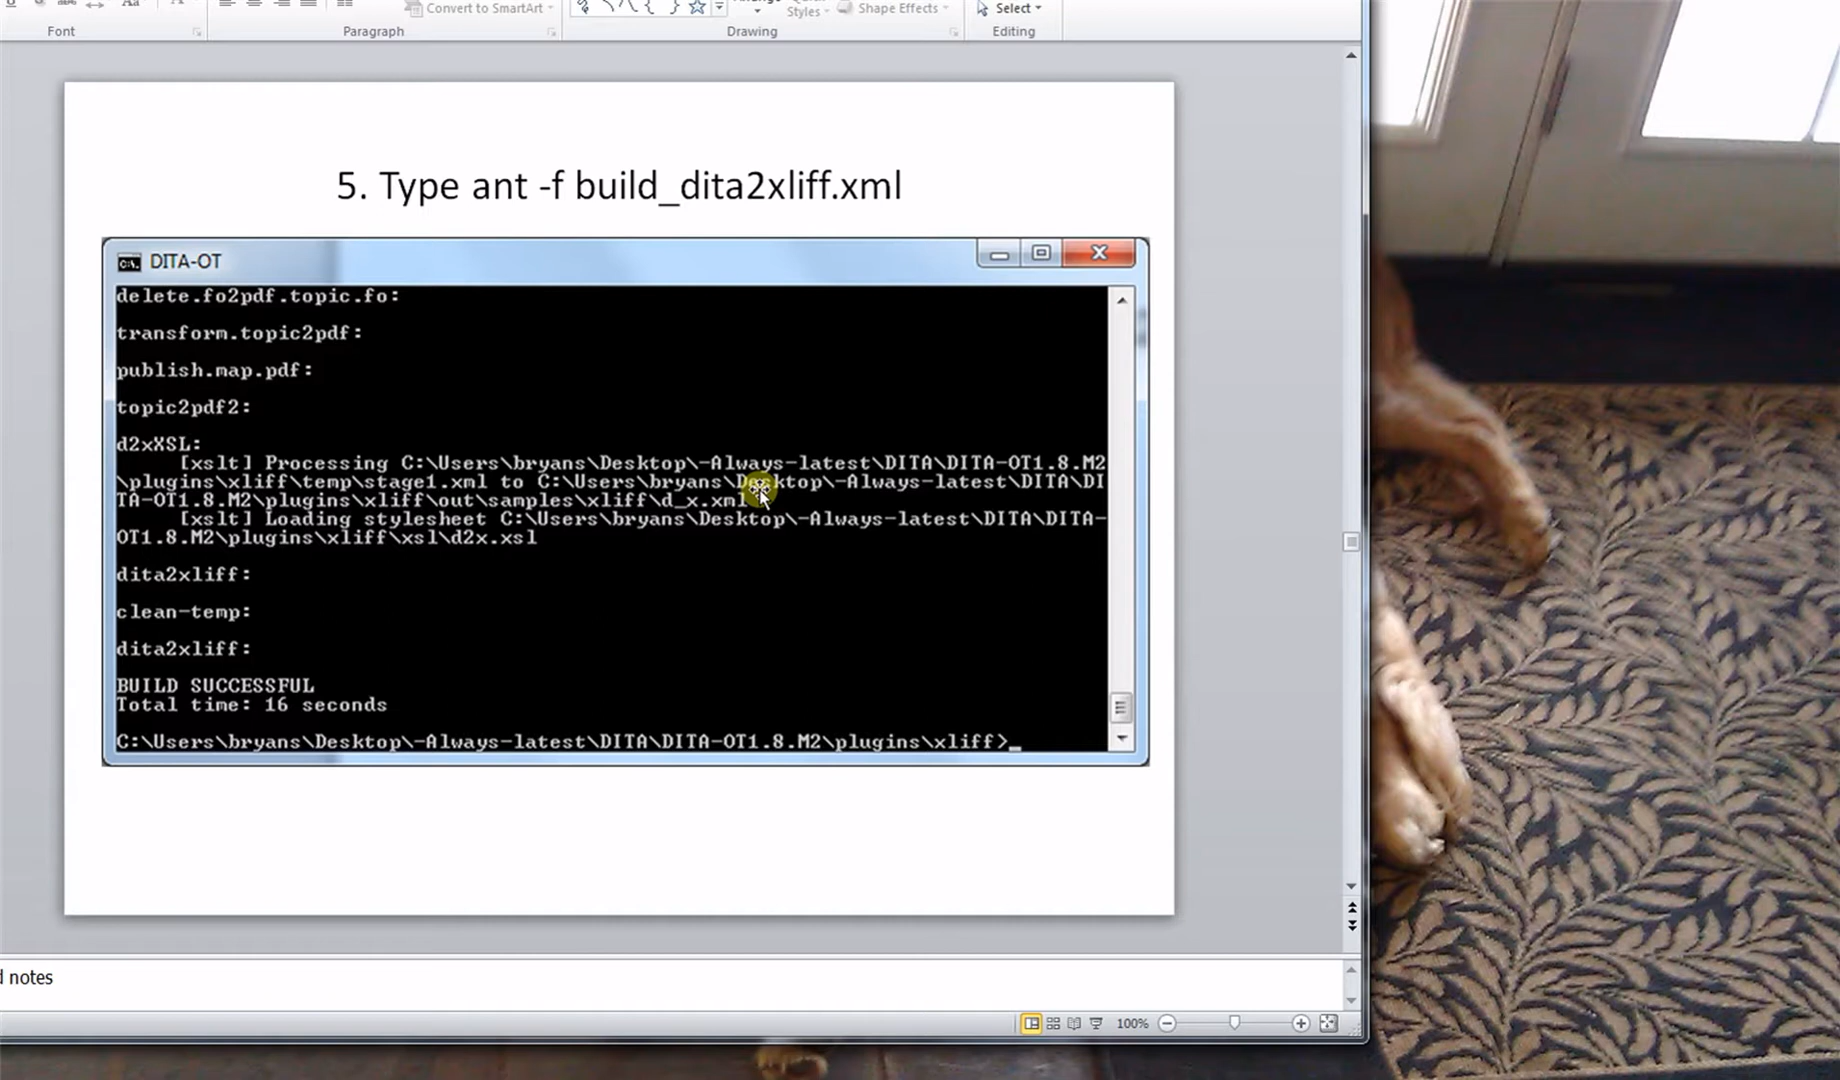 Convert to SmartArt
Styles
Shape Effects
Select
Font
Paragraph
Drawing
Editing
5. Type ant -f build_dita2xliff.xml
DITA-OT
delete.fo2pdf.topic.fo:
transform.topic2pdf:
publish.map.pdf:
topic2pdf2:
d2xXSL:
[xslt] Processing C:\Users\bryans\Desktop\-Always-latest\DITA\DITA-OT1.8.M2
\plugins\xliff\temp\stage1.xml to C:\Users\bryans\Desktop\-Always-latest\DITA\DI
TA-OT1.8.M2\plugins\xliff\out\samples\xliff\d_x.xml
[xslt] Loading stylesheet C:\Users\bryans\Desktop\-Always-latest\DITA\DITA-
OT1.8.M2\plugins\xliff\xsl\d2x.xsl
dita2xliff:
clean-temp:
dita2xliff:
BUILD SUCCESSFUL
Total time: 16 seconds
C:\Users\bryans\Desktop\-Always-latest\DITA\DITA-OT1.8.M2\plugins\xliff>_
d notes
100%